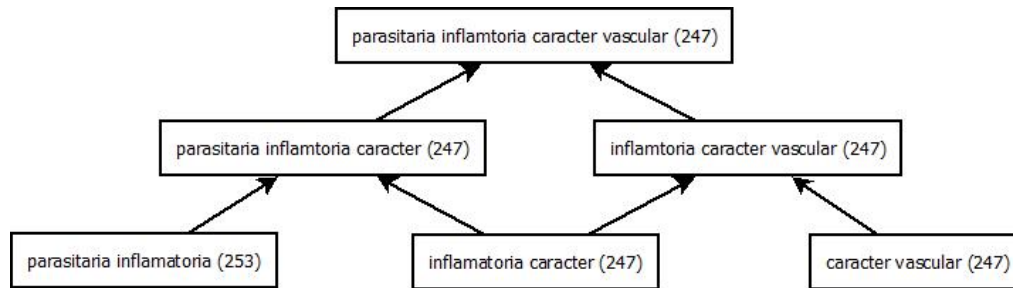 parasitaria inflamtoria caracter vascular (247)
parasitaria inflamtoria caracter (247)
inflamtoria caracter vascular (247)
parasitaria inflamatoria (253)
inflamatoria caracter (247)
caracter vascular (247)